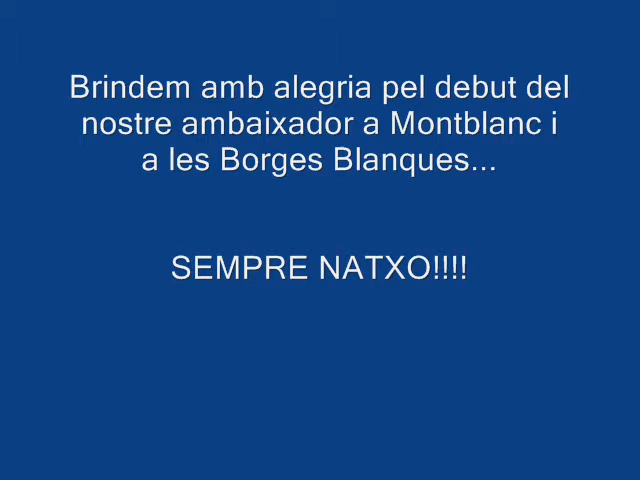 Brindem amb alegria pel debut del
nostre ambaixador a Montblanc i
a les Borges Blanques...
SEMPRE NATXO!!!!